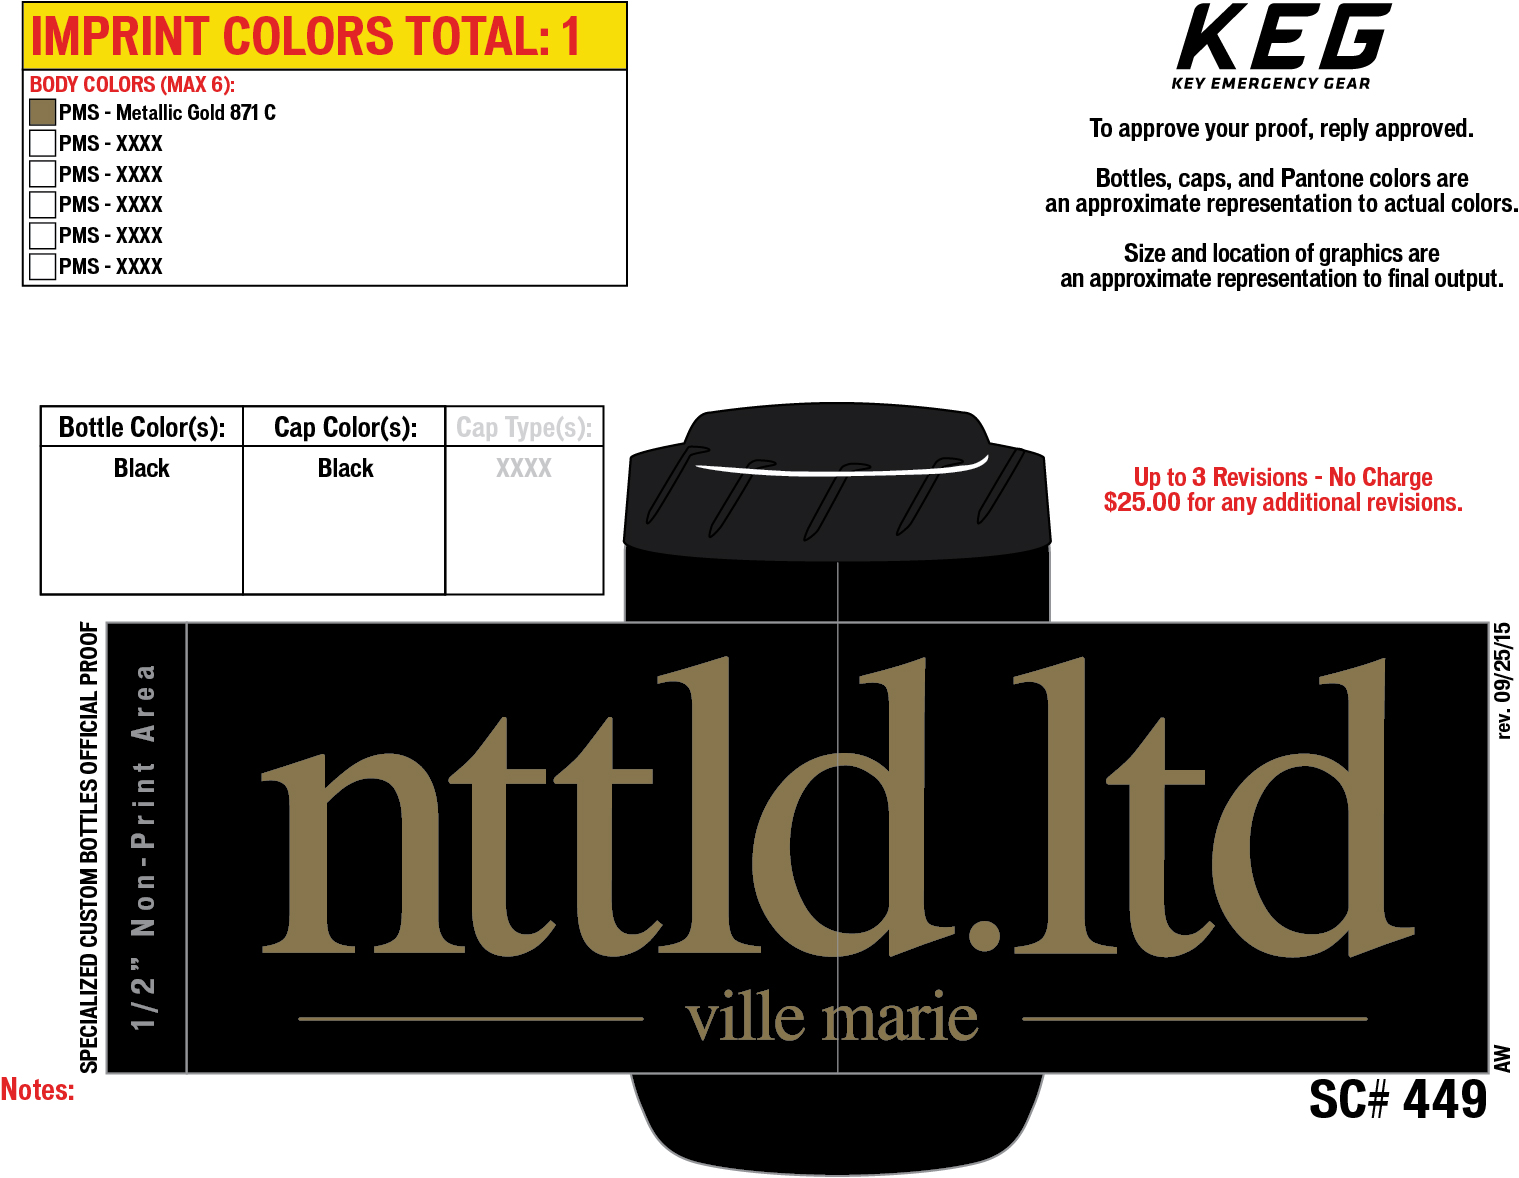 IMPRINT COLORS TOTAL: 1
BODY COLORS (MAX 6):
PMS - Metallic Gold 871 C
PMS - XXXX
PMS - XXXX
PMS - XXXX
PMS - XXXX
PMS - XXXX
KEG
KEY EMERGENCY GEAR
To approve your proof, reply approved.
Bottles, caps, and Pantone colors are
an approximate representation to actual colors.
Size and location of graphics are
an approximate representation to final output.
Bottle Color(s): Cap Color(s): Cap Type(s):
Black Black XXXX
Up to 3 Revisions - No Charge
$25.00 for any additional revisions.
SPECIALIZED CUSTOM BOTTLES OFFICIAL PROOF
1/2” Non-Print Area
nttld.ltd
ville marie
rev. 09/25/15
AW
Notes:
SC# 449